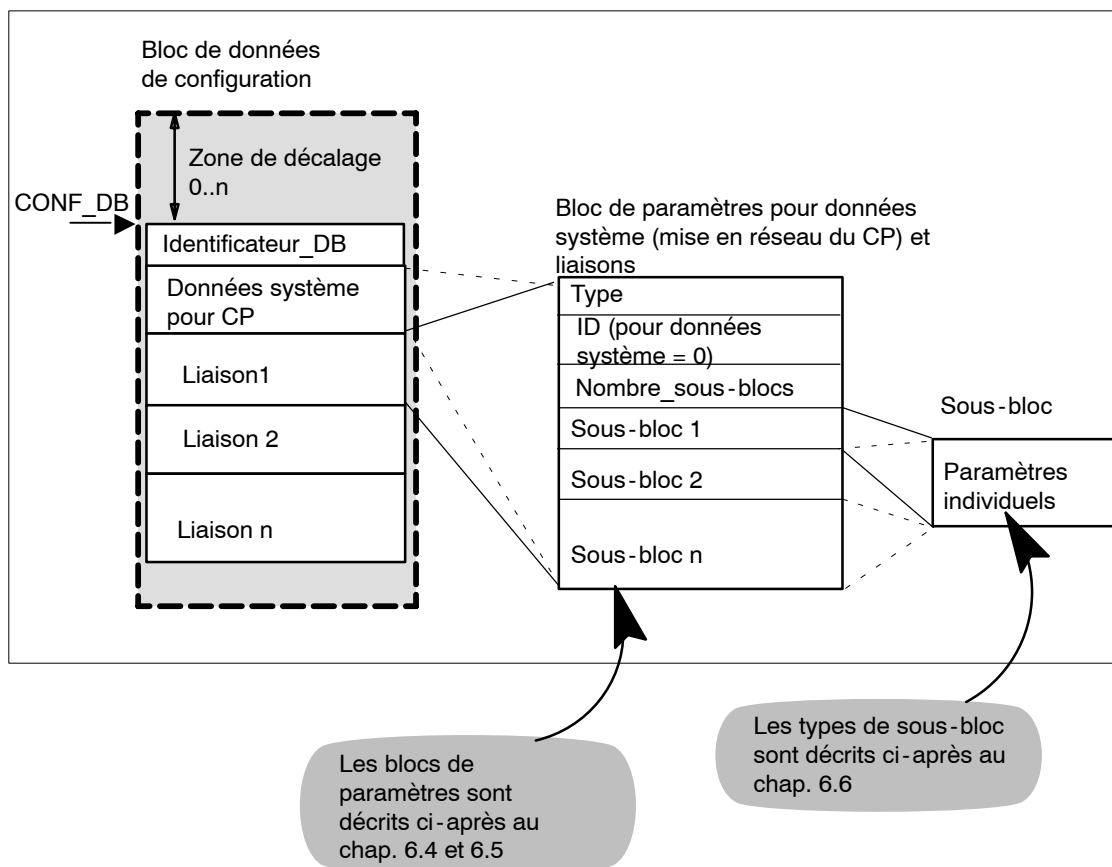 Bloc de données
de configuration
Zone de décalage
0..n
CONF_DB
Identificateur_DB
Données système
pour CP
Liaison1
Liaison 2
Liaison n
Bloc de paramètres pour données
système (mise en réseau du CP) et
liaisons
Type
ID (pour données
système = 0)
Nombre_sous-blocs
Sous-bloc 1
Sous-bloc 2
Sous-bloc n
Sous-bloc
Paramètres
individuels
Les blocs de
paramètres sont
décrits ci-après au
chap. 6.4 et 6.5
Les types de sous-bloc
sont décrits ci-après au
chap. 6.6